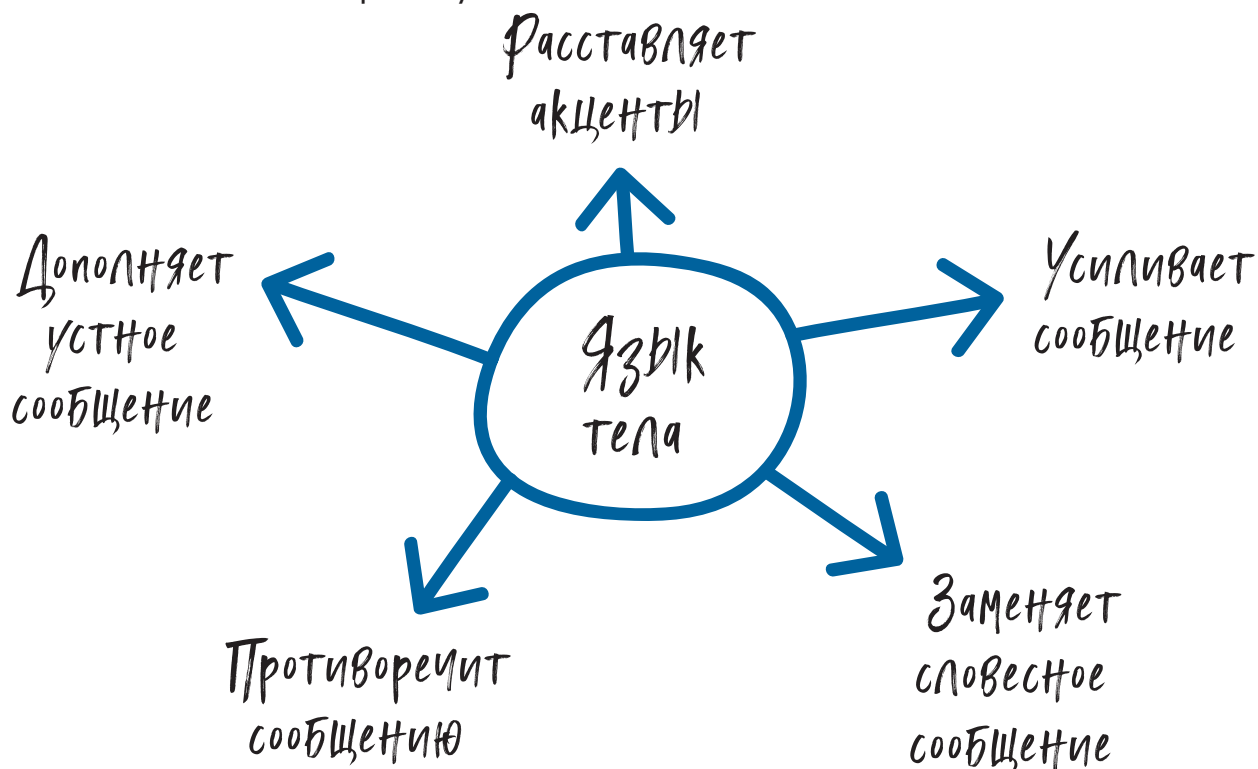 Расставляет
акценты
Дополняет
устное
сообщение
Язык
тела
Усиливает
сообщение
Противоречит
сообщению
Заменяет
словесное
сообщение